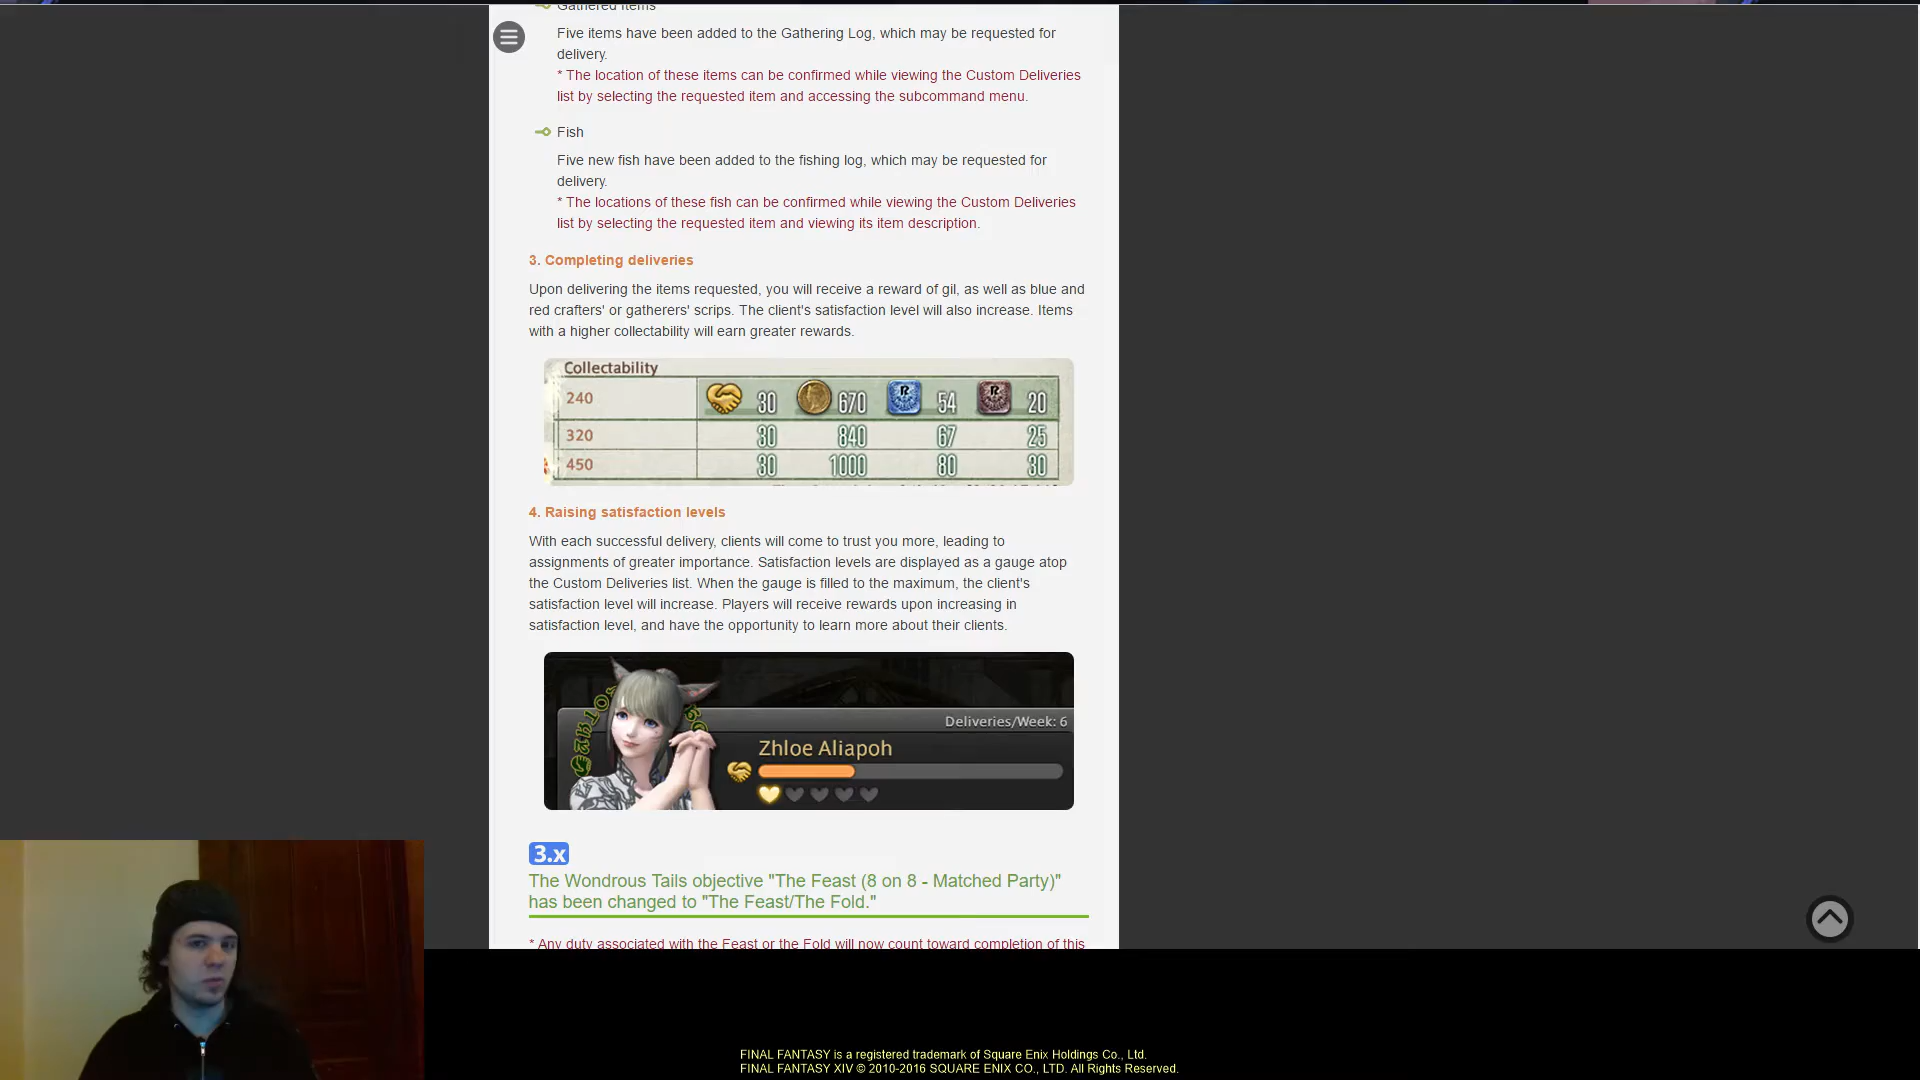 Gathered Items
Five items have been added to the Gathering Log, which may be requested for
delivery.
* The location of these items can be confirmed while viewing the Custom Deliveries
list by selecting the requested item and accessing the subcommand menu.
Fish
Five new fish have been added to the fishing log, which may be requested for
delivery.
* The locations of these fish can be confirmed while viewing the Custom Deliveries
list by selecting the requested item and viewing its item description.
3. Completing deliveries
Upon delivering the items requested, you will receive a reward of gil, as well as blue and
red crafters' or gatherers' scrips. The client's satisfaction level will also increase. Items
with a higher collectability will earn greater rewards.
Collectability
240 30 670 54 20
320 30 840 67 25
450 30 1000 80 30
4. Raising satisfaction levels
With each successful delivery, clients will come to trust you more, leading to
assignments of greater importance. Satisfaction levels are displayed as a gauge atop
the Custom Deliveries list. When the gauge is filled to the maximum, the client's
satisfaction level will increase. Players will receive rewards upon increasing in
satisfaction level, and have the opportunity to learn more about their clients.
Deliveries/Week: 6
Zhloe Aliapoh
3.x
The Wondrous Tails objective "The Feast (8 on 8 - Matched Party)"
has been changed to "The Feast/The Fold."
* Any duty associated with the Feast or the Fold will now count toward completion of this
FINAL FANTASY is a registered trademark of Square Enix Holdings Co., Ltd.
FINAL FANTASY XIV © 2010-2016 SQUARE ENIX CO., LTD. All Rights Reserved.